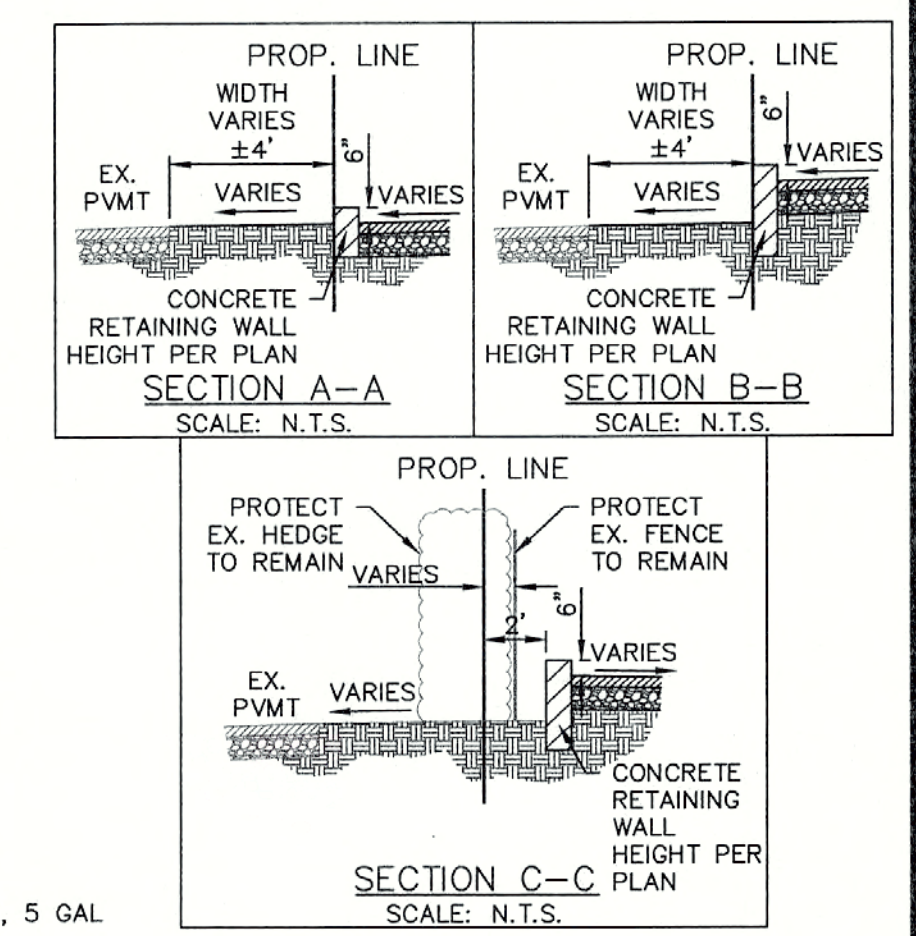 PROP. LINE
WIDTH
VARIES
±4'
6"
EX.
PVMT
VARIES
VARIES
CONCRETE
RETAINING WALL
HEIGHT PER PLAN
SECTION A-A
SCALE: N.T.S.
PROP. LINE
WIDTH
VARIES
±4'
6"
EX.
PVMT
VARIES
VARIES
CONCRETE
RETAINING WALL
HEIGHT PER PLAN
SECTION B-B
SCALE: N.T.S.
PROP. LINE
PROTECT
EX. HEDGE
TO REMAIN
PROTECT
EX. FENCE
TO REMAIN
VARIES
6"
2'
VARIES
EX.
PVMT
VARIES
CONCRETE
RETAINING
WALL
HEIGHT PER
PLAN
SECTION C-C
SCALE: N.T.S.
, 5 GAL